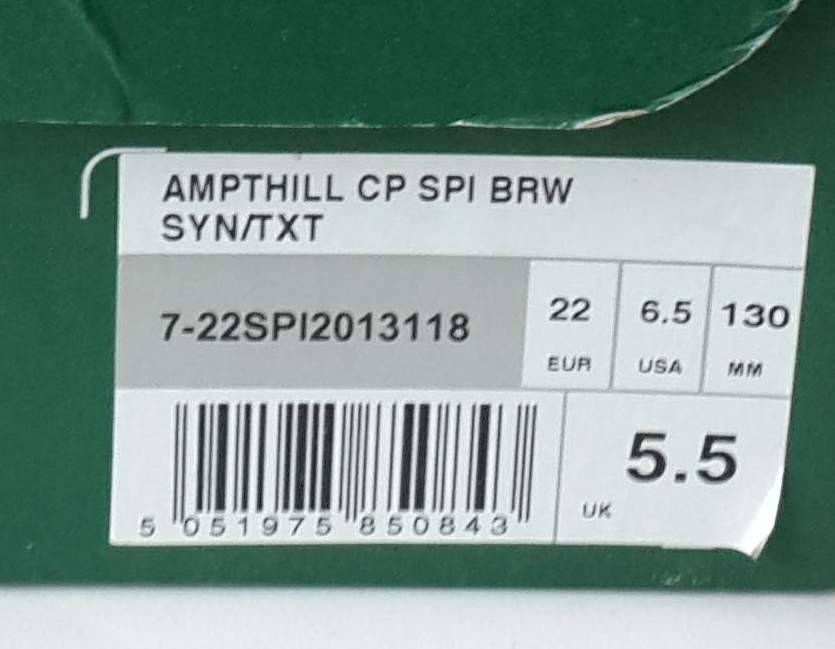 AMPTHILL CP SPI BRW
SYN/TXT
7-22SPI2013118
22
EUR
6.5
USA
130
MM
5 051975 850843
5.5
UK